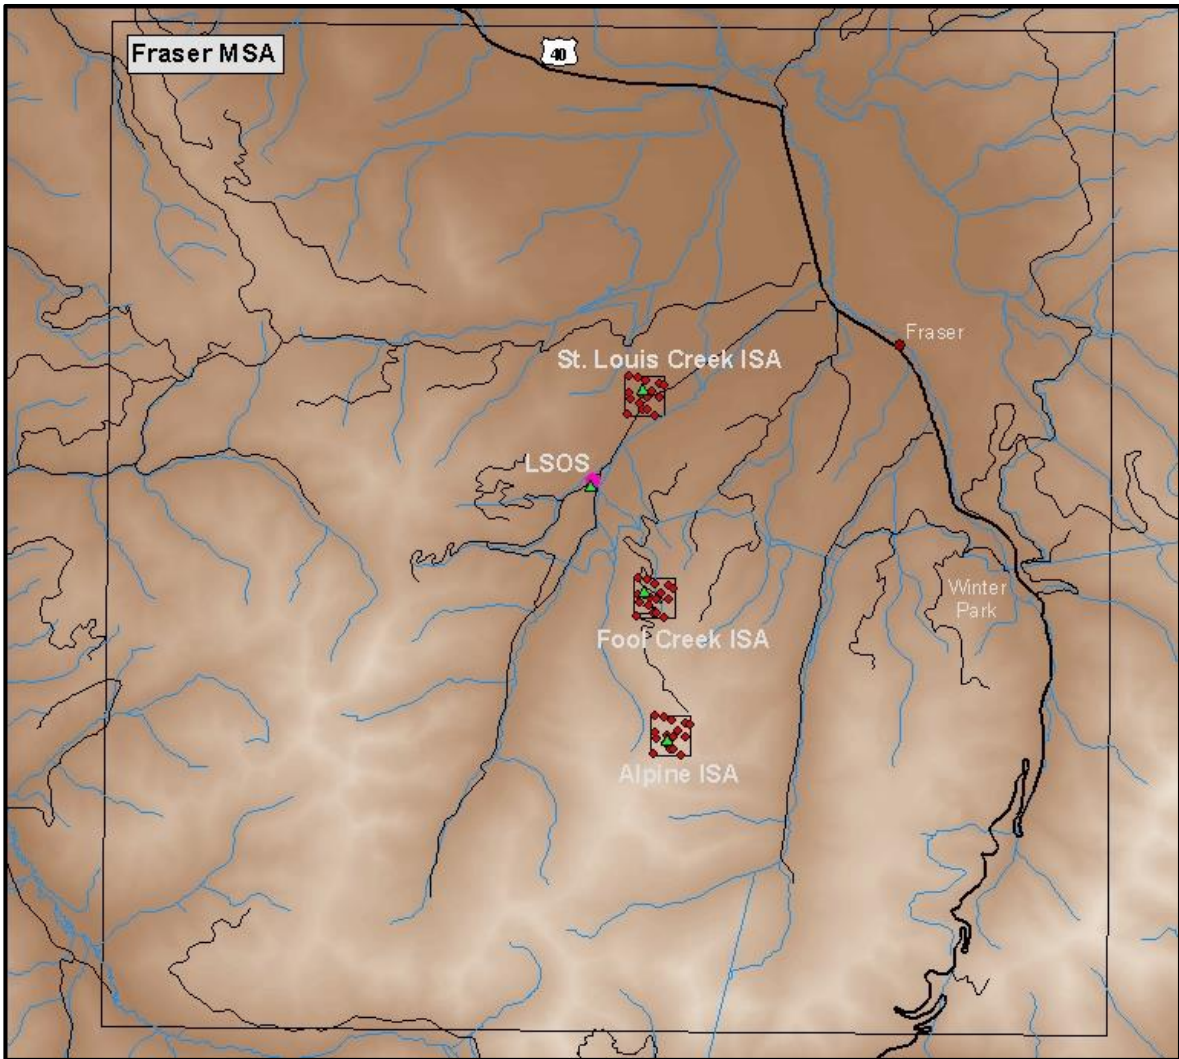 Fraser MSA
40
Fraser
St. Louis Creek ISA
LSOS
Winter
Park
Fool Creek ISA
Alpine ISA